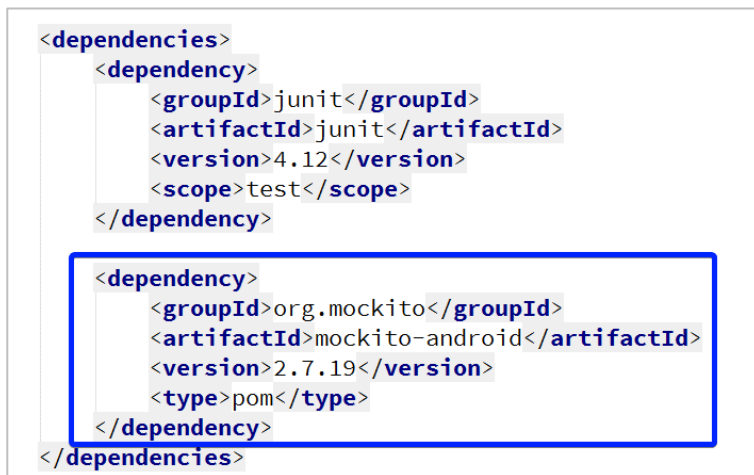 <dependencies>
<dependency>
<groupId>junit</groupId>
<artifactId>junit</artifactId>
<version>4.12</version>
<scope>test</scope>
</dependency>
<dependency>
<groupId>org.mockito</groupId>
<artifactId>mockito-android</artifactId>
<version>2.7.19</version>
<type>pom</type>
</dependency>
</dependencies>